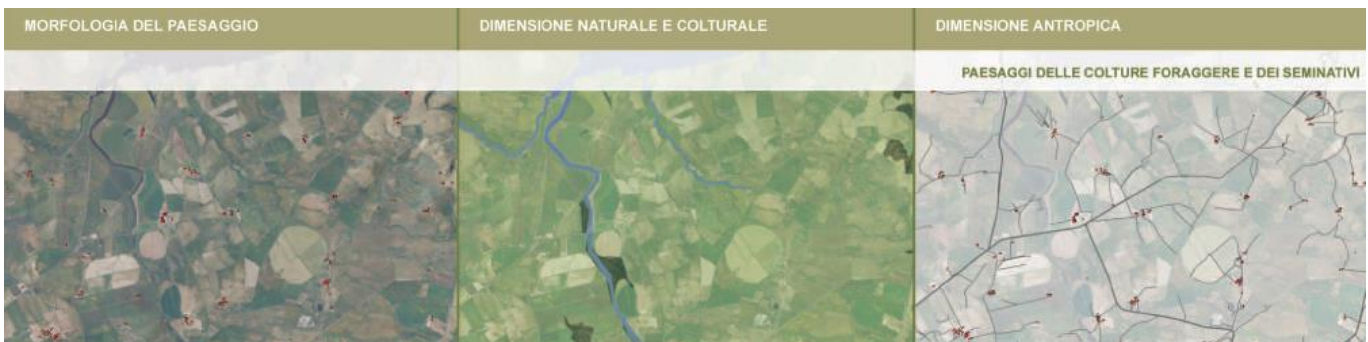 MORFOLOGIA DEL PAESAGGIO
DIMENSIONE NATURALE E COLTURALE
DIMENSIONE ANTROPICA
PAESAGGI DELLE COLTURE FORAGGERE E DEI SEMINATIVI